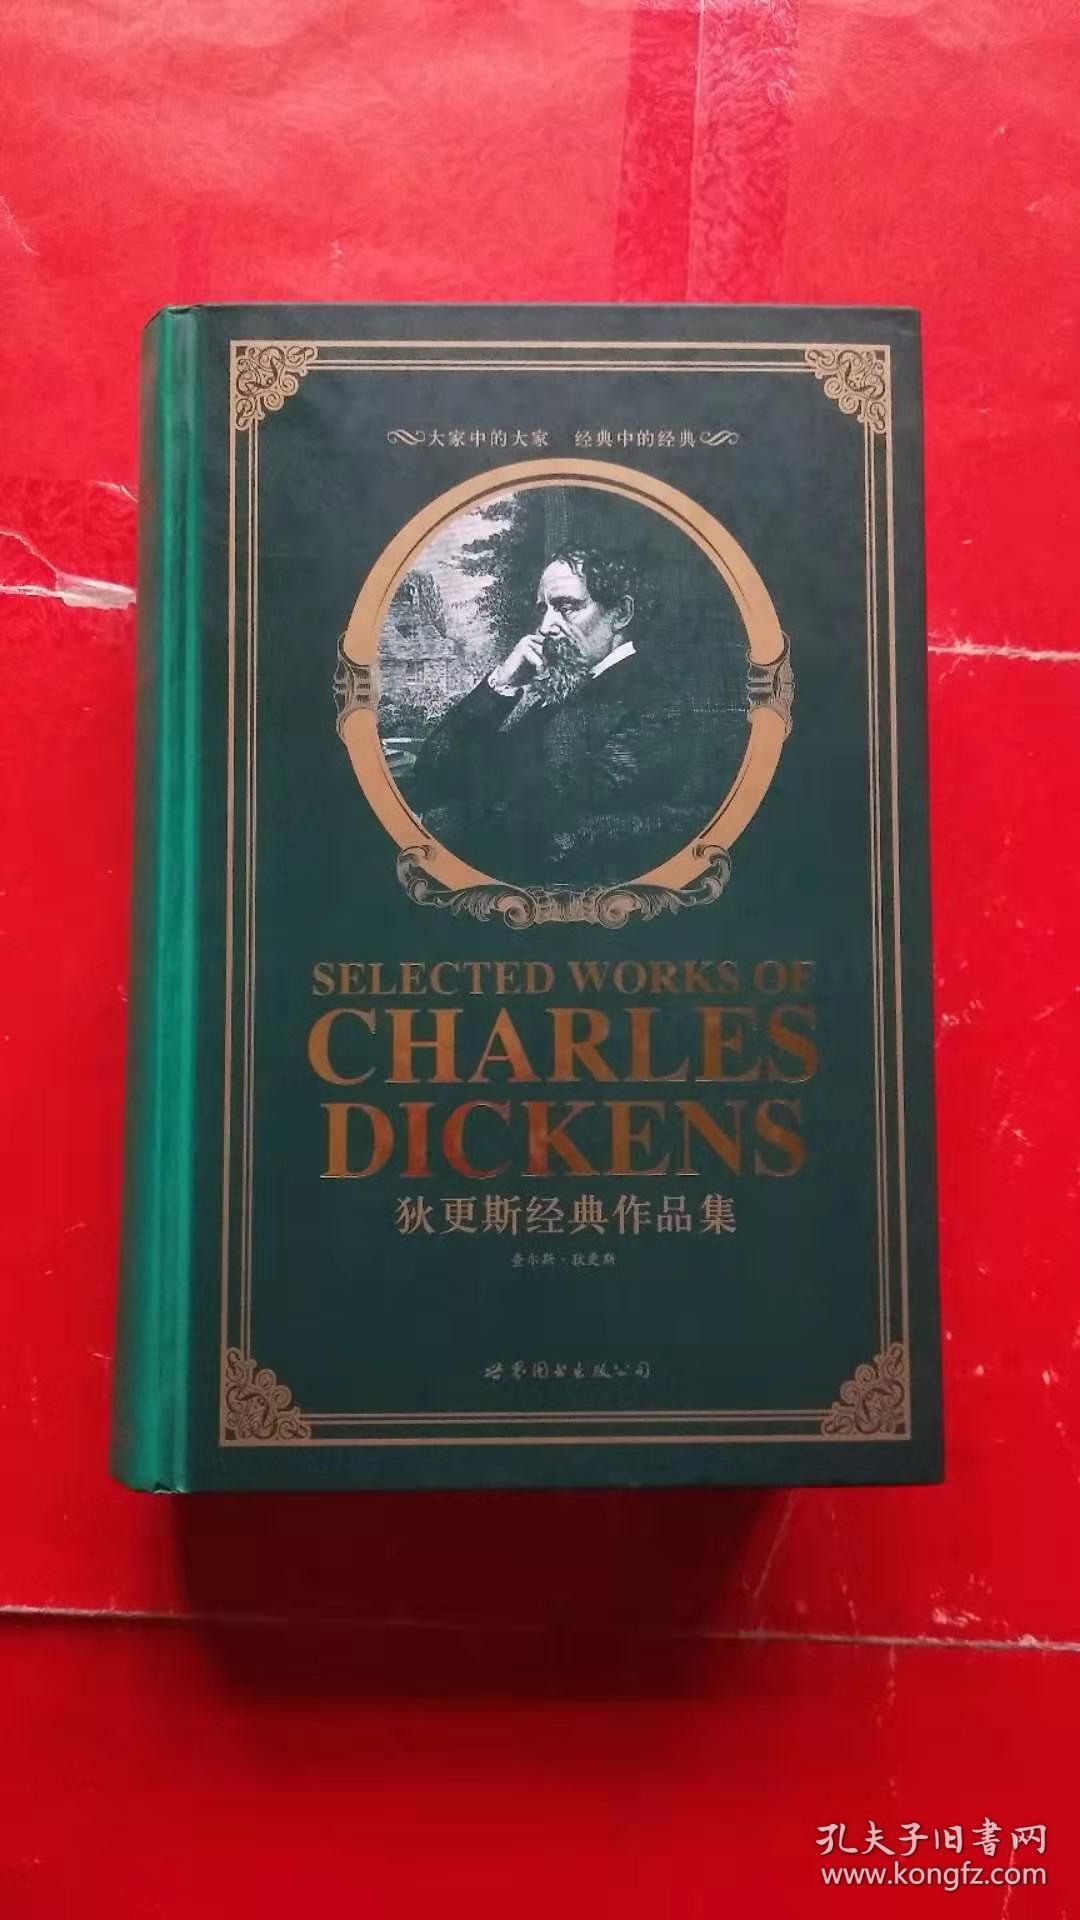 大家中的大家 经典中的经典
SELECTED WORKS OF
CHARLES
DICKENS
狄更斯经典作品集
查尔斯·狄更斯
世界图书出版公司
孔夫子旧书网
www.kongfz.com